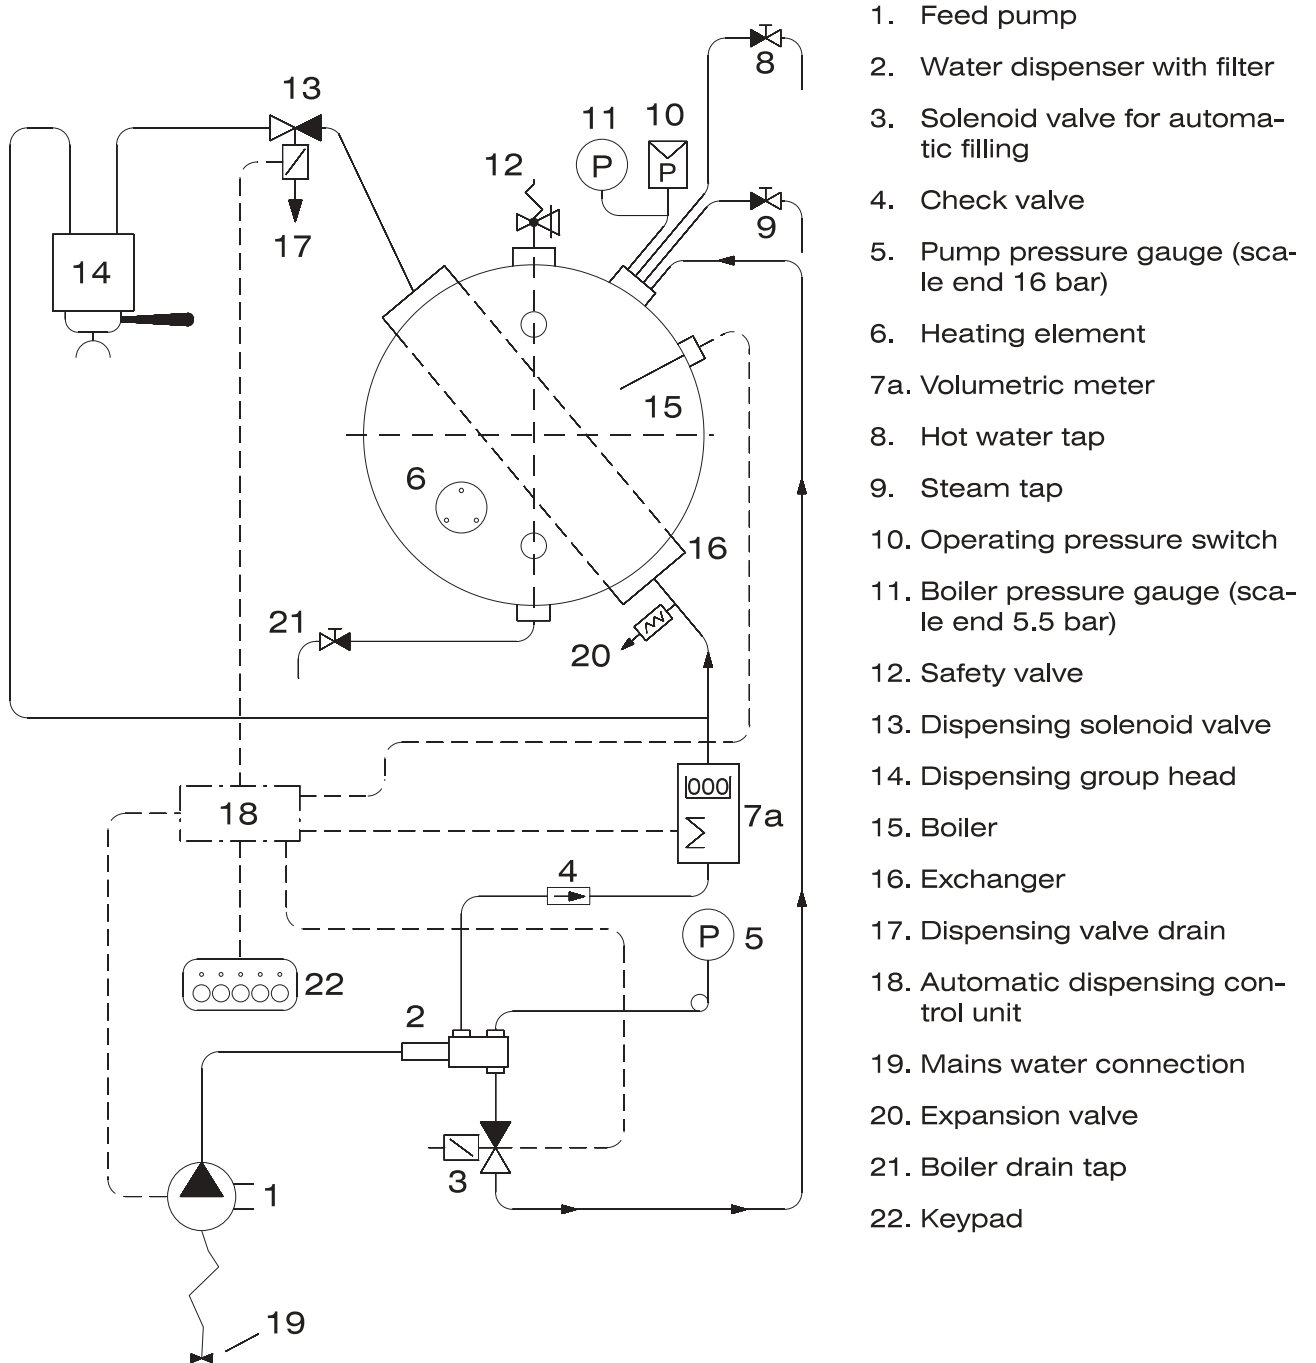 13
8
11
10
P
P
12
9
17
14
15
6
16
21
20
18
000
7a
4
P
5
22
2
3
1
19
1. Feed pump
2. Water dispenser with filter
3. Solenoid valve for automa-
tic filling
4. Check valve
5. Pump pressure gauge (sca-
le end 16 bar)
6. Heating element
7a. Volumetric meter
8. Hot water tap
9. Steam tap
10. Operating pressure switch
11. Boiler pressure gauge (sca-
le end 5.5 bar)
12. Safety valve
13. Dispensing solenoid valve
14. Dispensing group head
15. Boiler
16. Exchanger
17. Dispensing valve drain
18. Automatic dispensing con-
trol unit
19. Mains water connection
20. Expansion valve
21. Boiler drain tap
22. Keypad